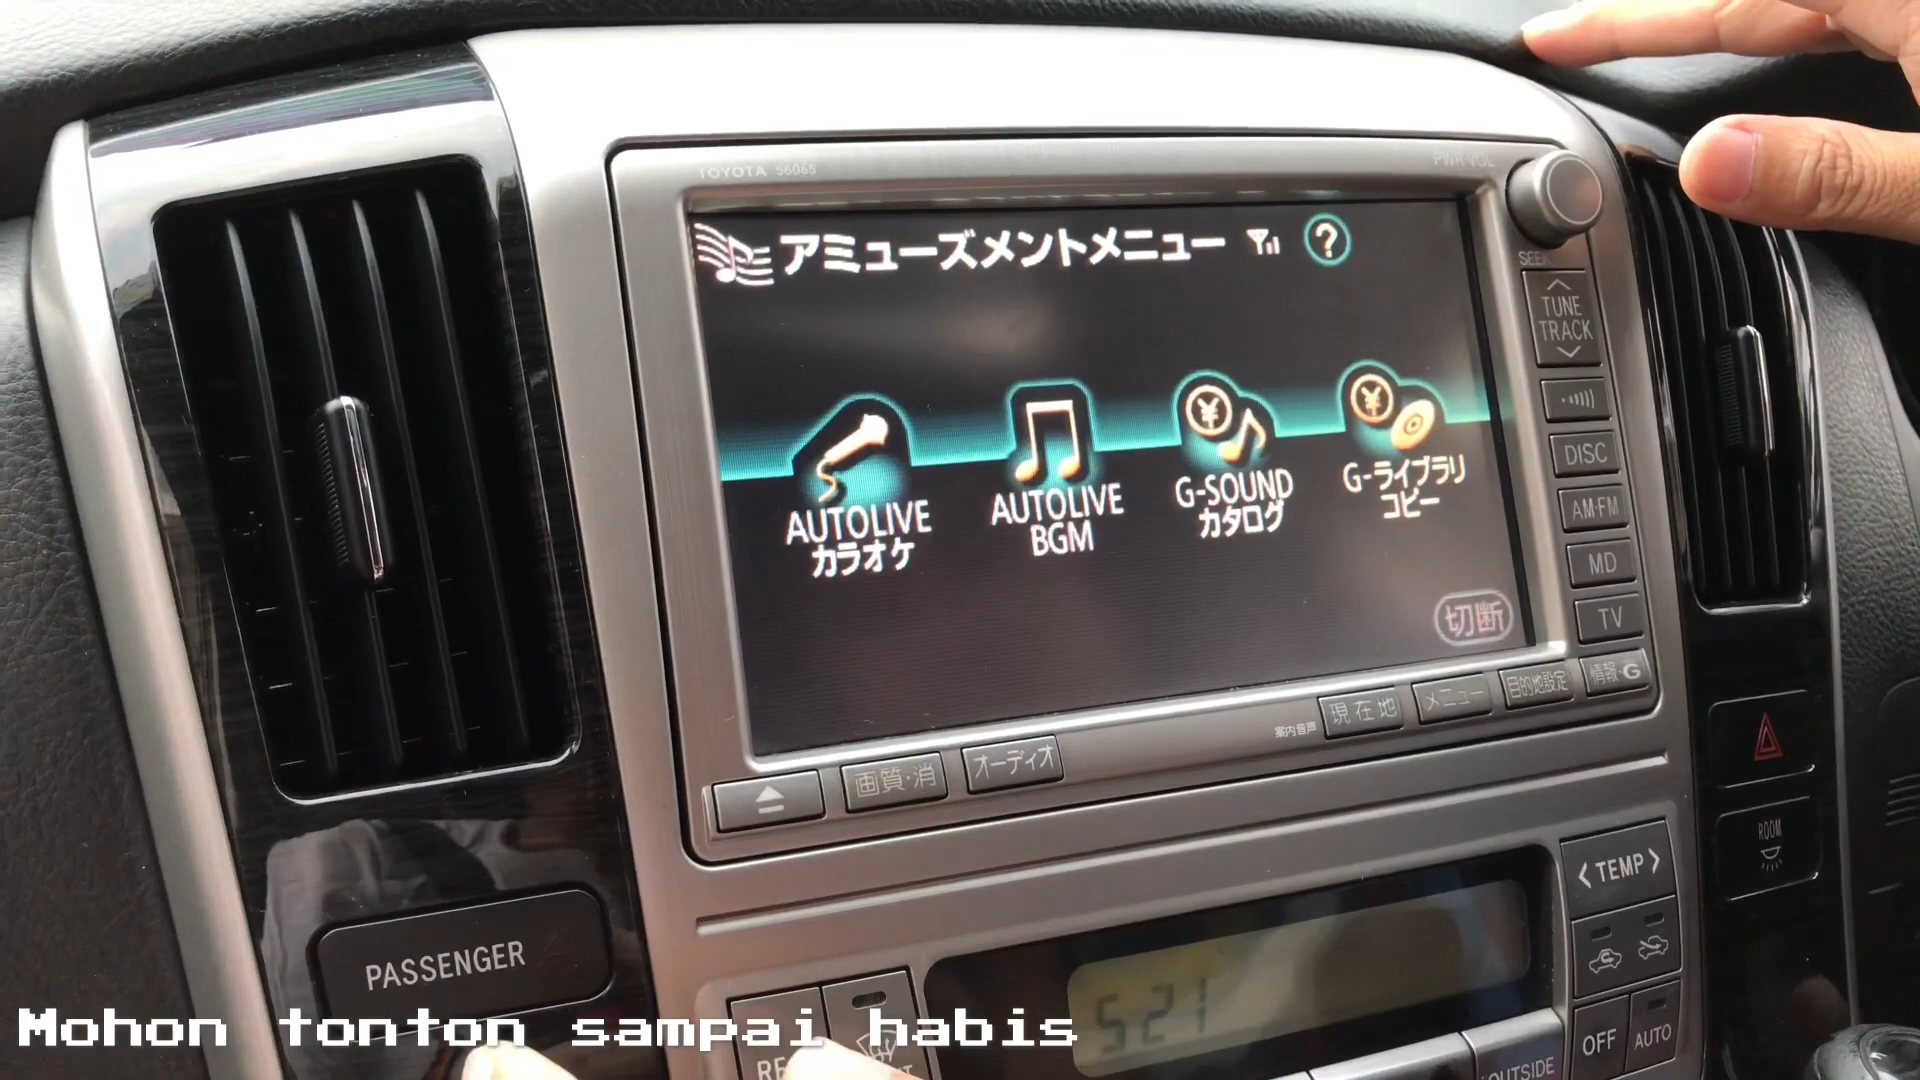 TOYOTA 56065
PWR·VOL
アミューズメントメニュー
?
SEEK
TUNE
TRACK
AUTOLIVE
カラオケ
AUTOLIVE
BGM
¥
G-SOUND
カタログ
¥
G-ライブラリ
コピー
DISC
AM·FM
MD
TV
切断
画質·消
オーディオ
案内音声
現在地
メニュー
目的地設定
情報·G
ROOM
<TEMP>
PASSENGER
5:21
OFF
AUTO
OUTSIDE
Mohon tonton sampai habis